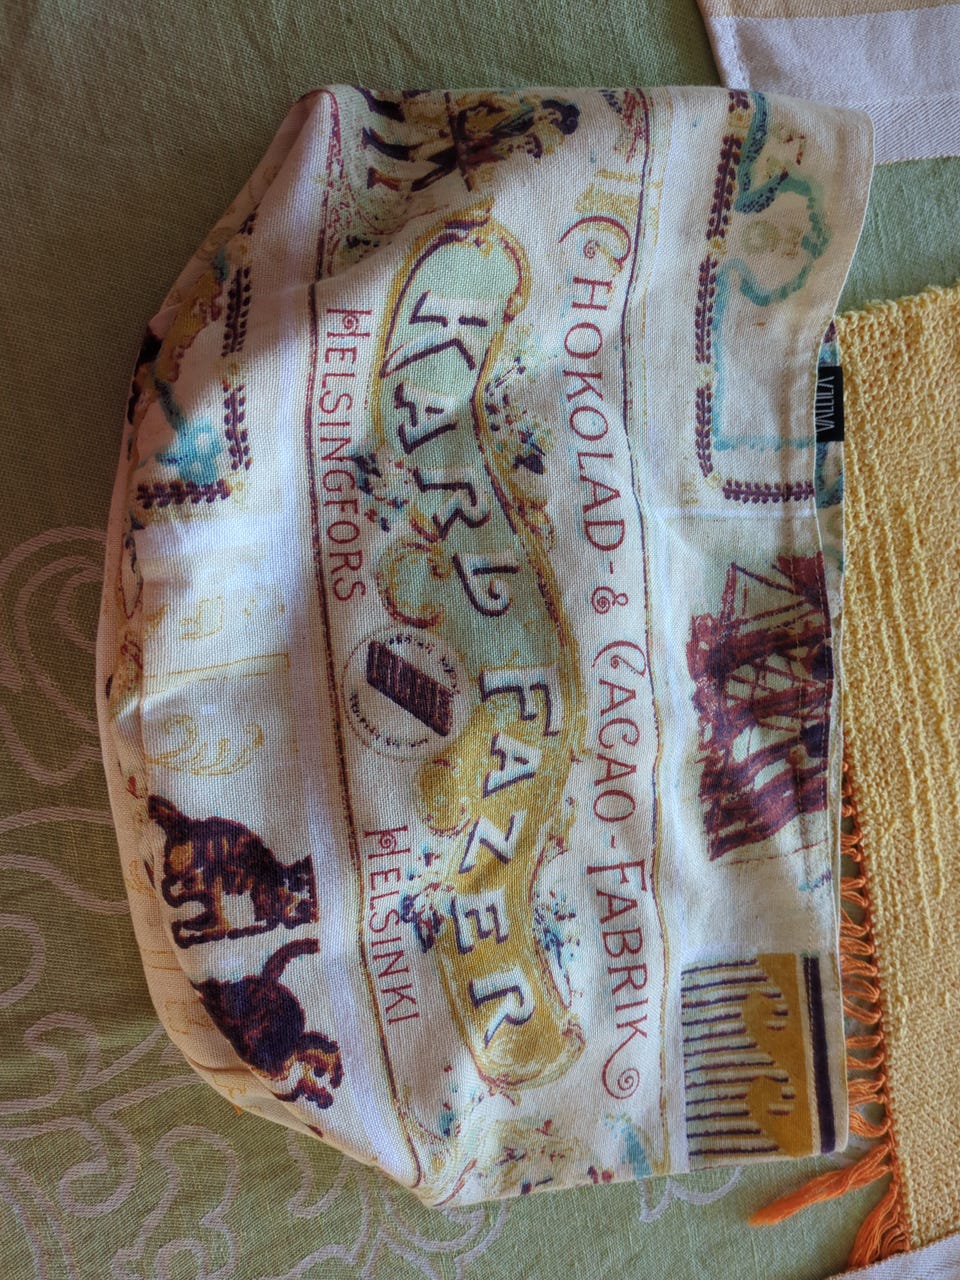 CHOKOLAD- & CACAO-FABRIK
KARL FAZER
HELSINGFORS
HELSINKI
VALLILA